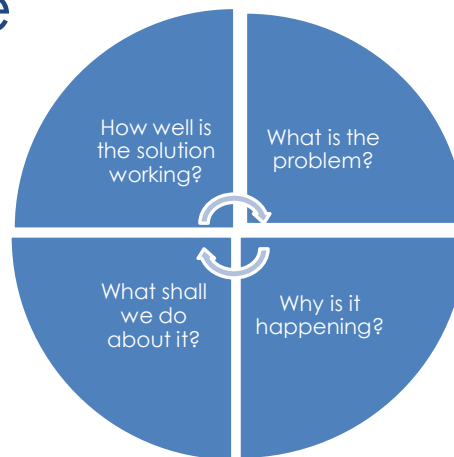 e
How well is
the solution
working?
What is the
problem?
What shall
we do
about it?
Why is it
happening?